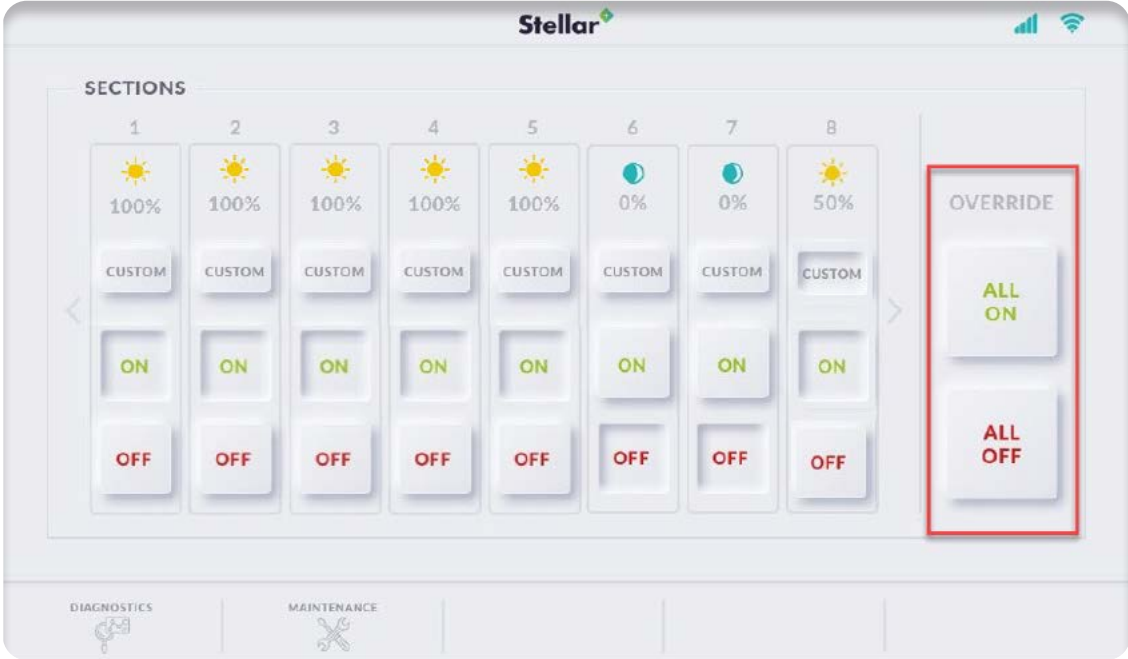 Stellar
SECTIONS
1 2 3 4 5 6 7 8
100% 100% 100% 100% 100% 0% 0% 50%
OVERRIDE
CUSTOM CUSTOM CUSTOM CUSTOM CUSTOM CUSTOM CUSTOM CUSTOM
ALL
ON
ON ON ON ON ON ON ON ON
OFF OFF OFF OFF OFF OFF OFF OFF
ALL
OFF
DIAGNOSTICS MAINTENANCE